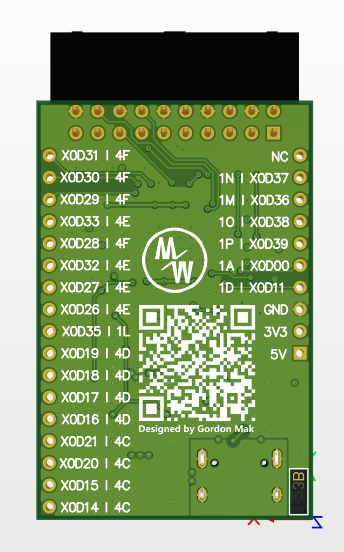 X0D31 | 4F
NC
X0D30 | 4F
1N | X0D37
X0D29 | 4F
1M | X0D36
X0D33 | 4E
1O | X0D38
X0D28 | 4F
1P | X0D39
X0D32 | 4E
1A | X0D00
X0D27 | 4E
1D | X0D11
X0D26 | 4E
GND
X0D35 | 1L
3V3
X0D19 | 4D
5V
X0D18 | 4D
X0D17 | 4D
X0D16 | 4D
X0D21 | 4C
X0D20 | 4C
X0D15 | 4C
X0D14 | 4C
M
W
Designed by Gordon Mak
X
Z